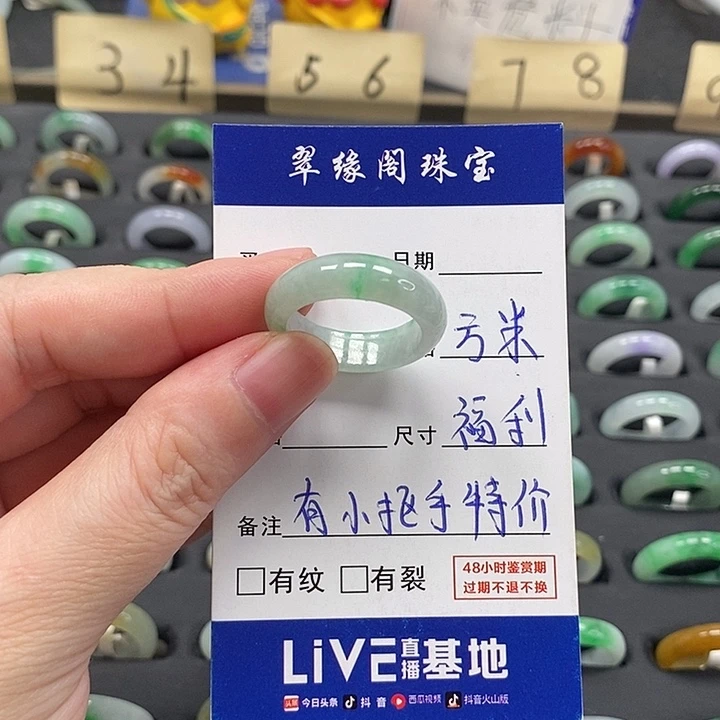 3 4
5 6
7 8
翠缘阁珠宝
日期
亏米
尺寸 福利
备注 有小抠手特价
□有纹 □有裂
48小时鉴赏期
过期不退不换
LiVE直播基地
今日头条 抖音 西瓜视频 抖音火山版